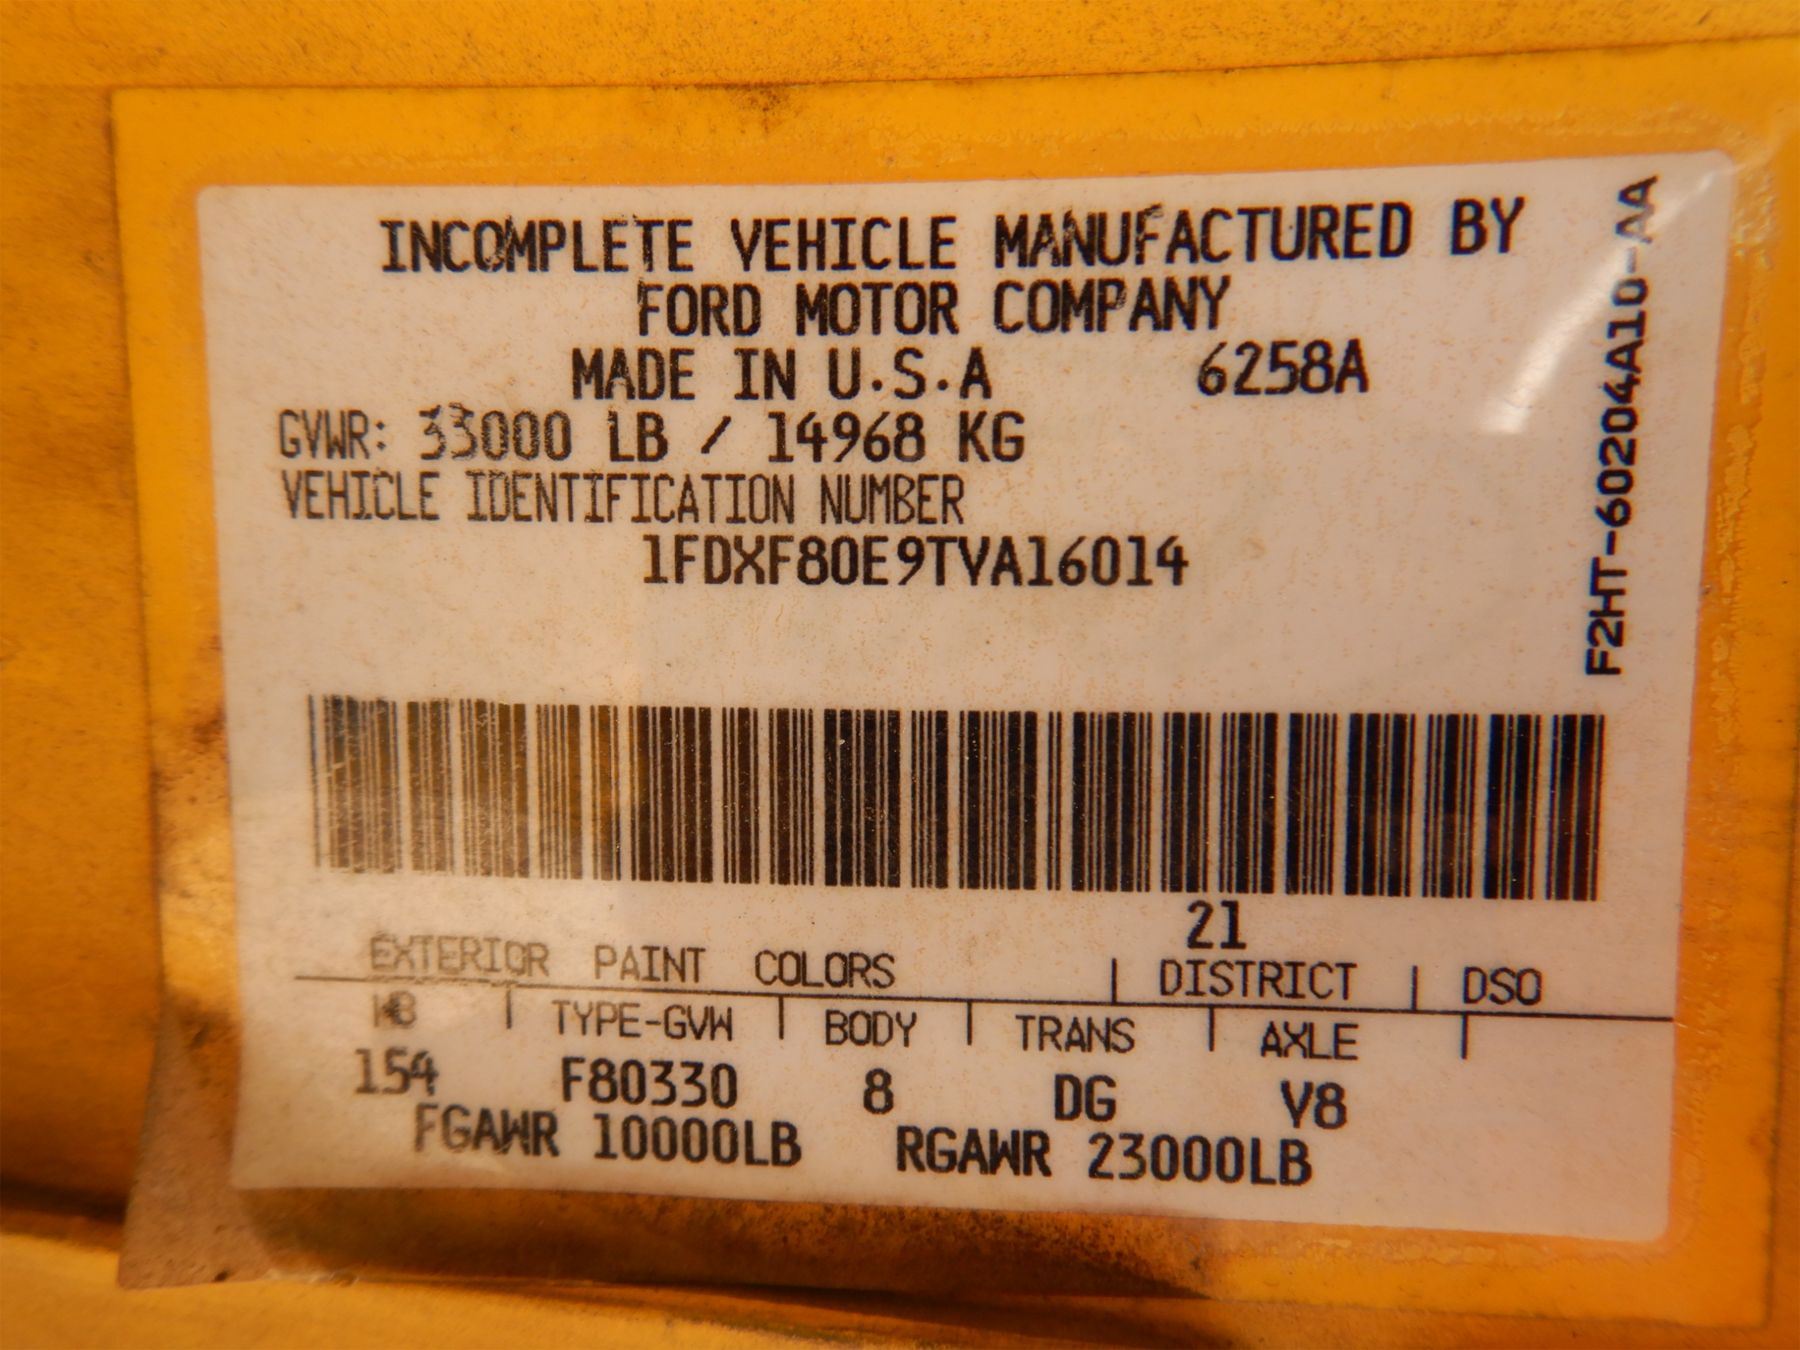 INCOMPLETE VEHICLE MANUFACTURED BY
FORD MOTOR COMPANY
MADE IN U.S.A 6258A
GVWR: 33000 LB / 14968 KG
VEHICLE IDENTIFICATION NUMBER
1FDXF80E9TVA16014
F2HT-60204A10-AA
21
EXTERIOR PAINT COLORS | DISTRICT | DSO
WB | TYPE-GVW | BODY | TRANS | AXLE |
154 F80330 8 DG V8
FGAWR 10000LB RGAWR 23000LB